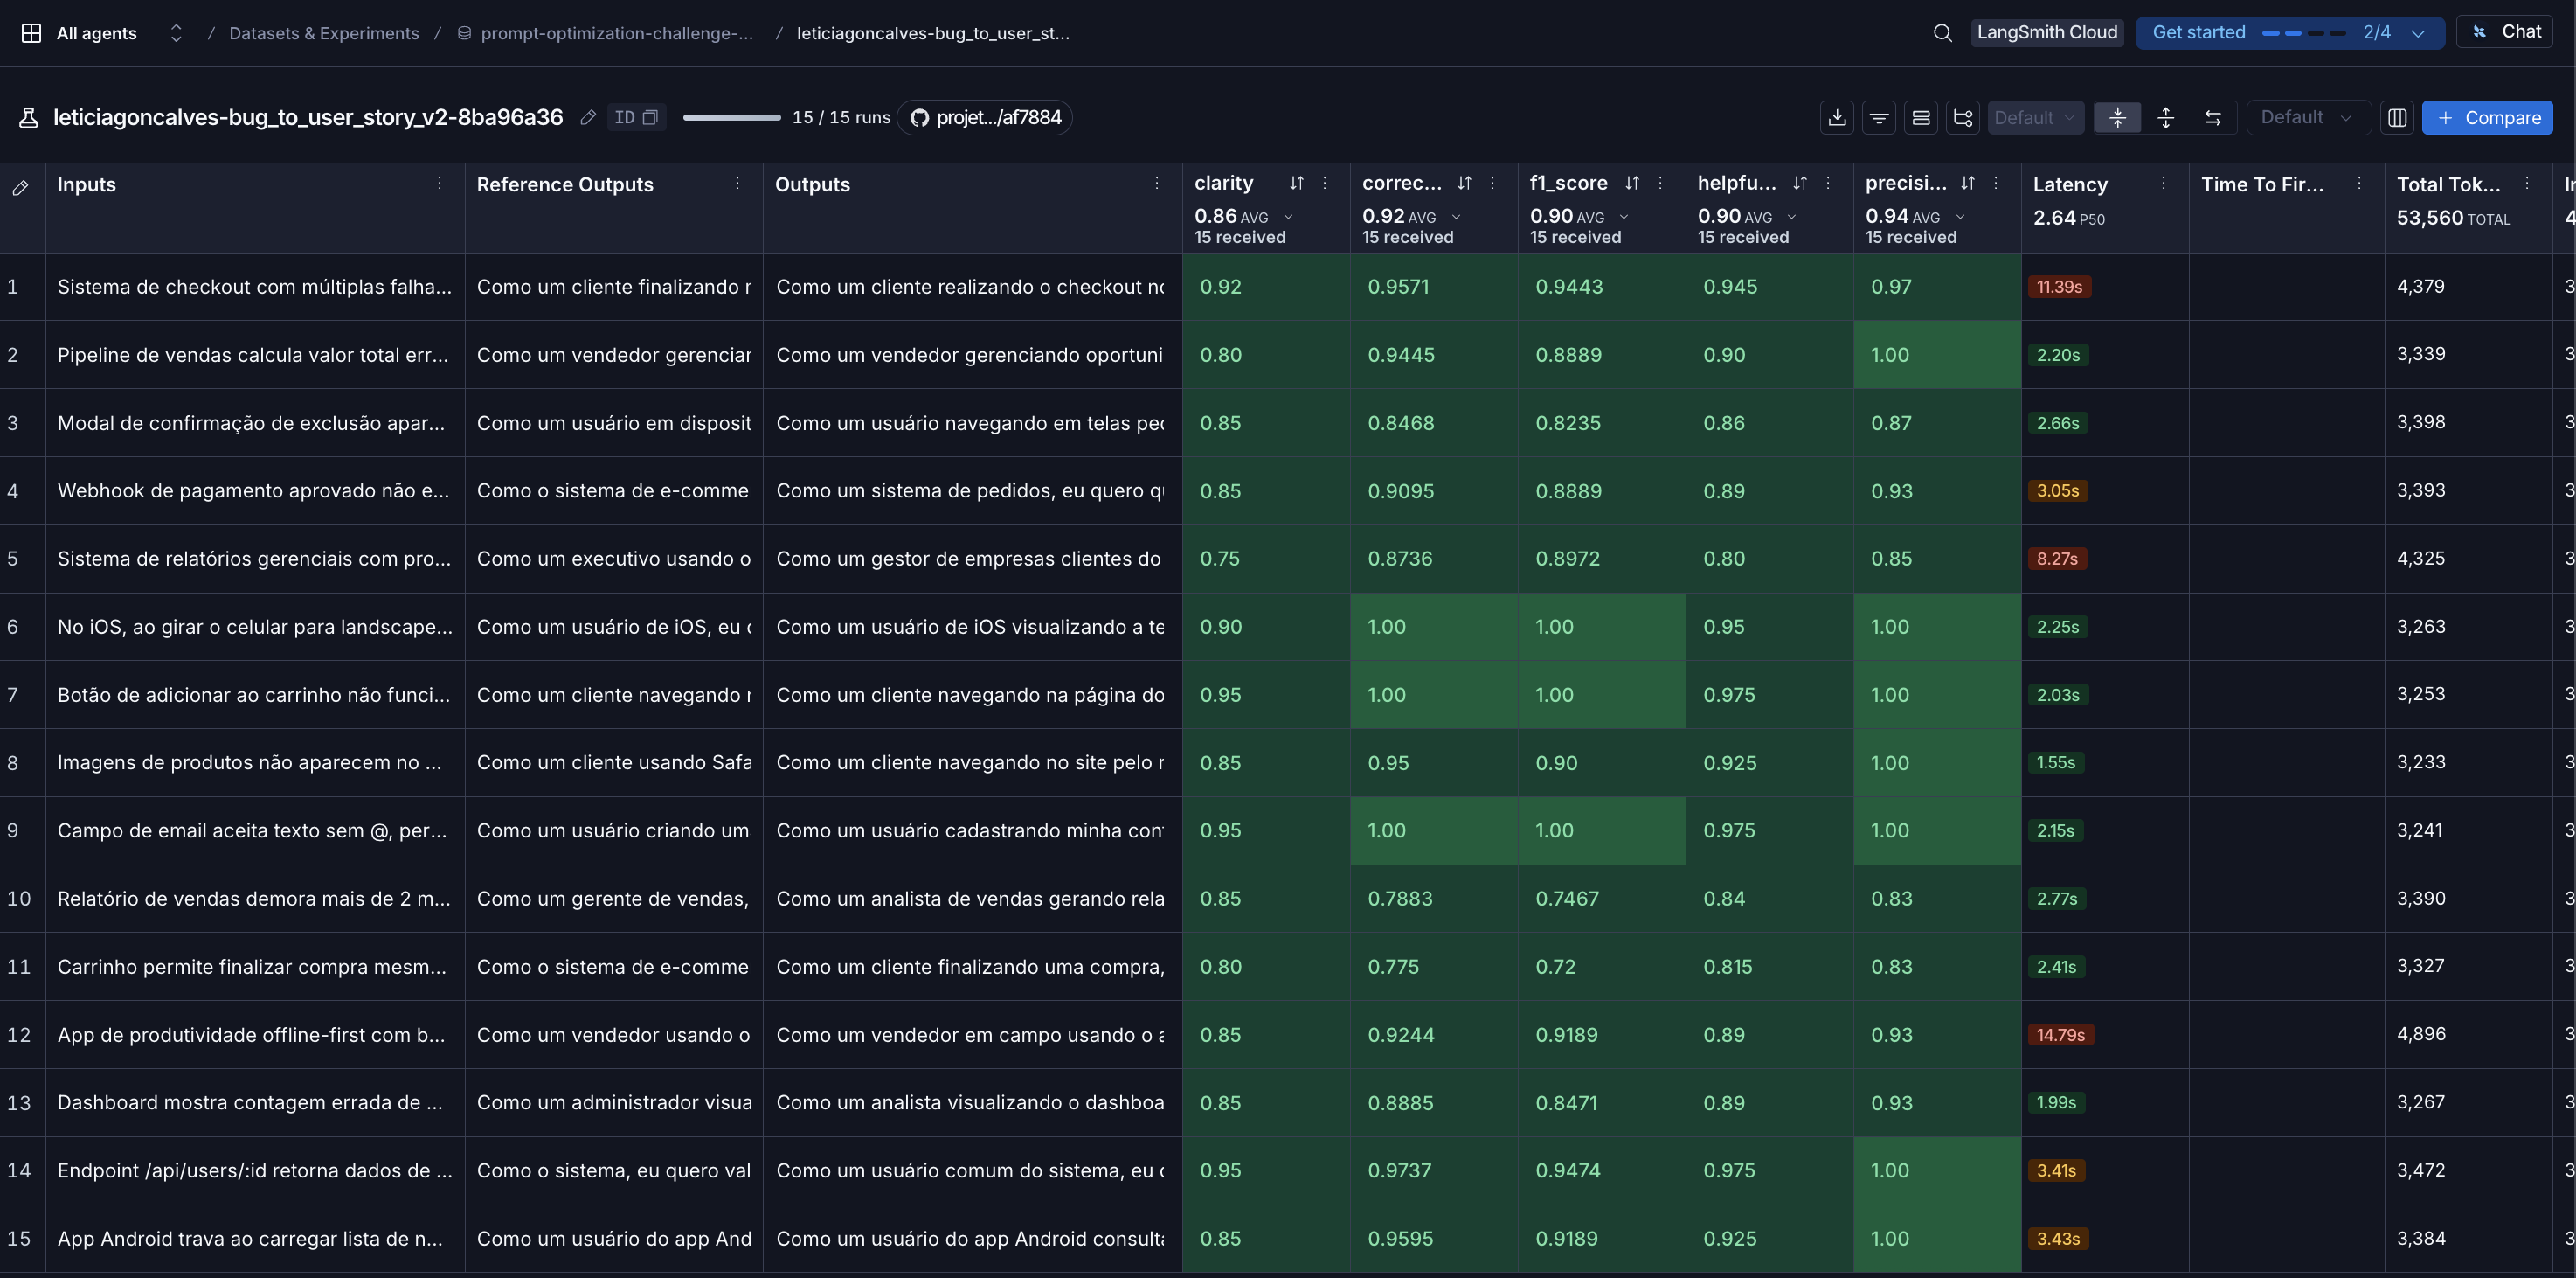 All agents / Datasets & Experiments / prompt-optimization-challenge-... / leticiagoncalves-bug_to_user_st... LangSmith Cloud Get started 2/4 Chat
leticiagoncalves-bug_to_user_story_v2-8ba96a36 ID 15 / 15 runs projet.../af7884 Default Default + Compare
Inputs Reference Outputs Outputs clarity correc... f1_score helpfu... precisi... Latency Time To Fir... Total Tok...
0.86 AVG 0.92 AVG 0.90 AVG 0.90 AVG 0.94 AVG 2.64 P50 53,560 TOTAL
15 received 15 received 15 received 15 received 15 received
1 Sistema de checkout com múltiplas falha... Como um cliente finalizando Como um cliente realizando o checkout 0.92 0.9571 0.9443 0.945 0.97 11.39s 4,379
2 Pipeline de vendas calcula valor total err... Como um vendedor Como um vendedor gerenciando oportuni 0.80 0.9445 0.8889 0.90 1.00 2.20s 3,339
3 Modal de confirmação de exclusão apar... Como um usuário em disposit Como um usuário navegando em telas 0.85 0.8468 0.8235 0.86 0.87 2.66s 3,398
4 Webhook de pagamento aprovado não e... Como o sistema de Como um sistema de pedidos, eu quero 0.85 0.9095 0.8889 0.89 0.93 3.05s 3,393
5 Sistema de relatórios gerenciais com pro... Como um executivo usando o Como um gestor de empresas clientes do 0.75 0.8736 0.8972 0.80 0.85 8.27s 4,325
6 No iOS, ao girar o celular para landscape... Como um usuário de iOS, eu Como um usuário de iOS visualizando a te 0.90 1.00 1.00 0.95 1.00 2.25s 3,263
7 Botão de adicionar ao carrinho não funci... Como um cliente navegando Como um cliente navegando na página do 0.95 1.00 1.00 0.975 1.00 2.03s 3,253
8 Imagens de produtos não aparecem no ... Como um cliente usando Safa Como um cliente navegando no site pelo 0.85 0.95 0.90 0.925 1.00 1.55s 3,233
9 Campo de email aceita texto sem @, per... Como um usuário criando Como um usuário cadastrando minha 0.95 1.00 1.00 0.975 1.00 2.15s 3,241
10 Relatório de vendas demora mais de 2 m... Como um gerente de vendas, Como um analista de vendas gerando rela 0.85 0.7883 0.7467 0.84 0.83 2.77s 3,390
11 Carrinho permite finalizar compra mesm... Como o sistema de Como um cliente finalizando uma compra, 0.80 0.775 0.72 0.815 0.83 2.41s 3,327
12 App de produtividade offline-first com b... Como um vendedor usando o Como um vendedor em campo usando o 0.85 0.9244 0.9189 0.89 0.93 14.79s 4,896
13 Dashboard mostra contagem errada de ... Como um administrador visua Como um analista visualizando o dashboa 0.85 0.8885 0.8471 0.89 0.93 1.99s 3,267
14 Endpoint /api/users/:id retorna dados de ... Como o sistema, eu quero val Como um usuário comum do sistema, eu 0.95 0.9737 0.9474 0.975 1.00 3.41s 3,472
15 App Android trava ao carregar lista de n... Como um usuário do app And Como um usuário do app Android 0.85 0.9595 0.9189 0.925 1.00 3.43s 3,384